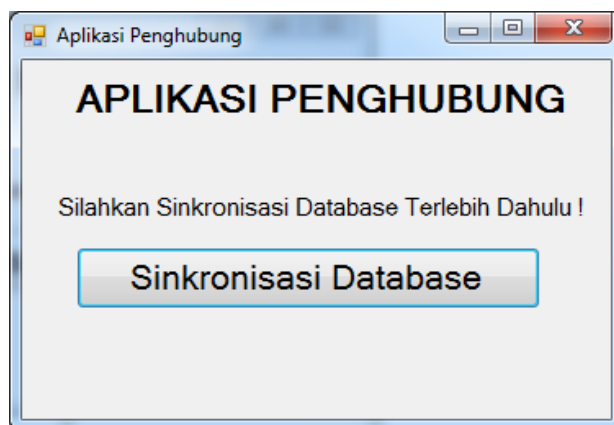 Aplikasi Penghubung
APLIKASI PENGHUBUNG
Silahkan Sinkronisasi Database Terlebih Dahulu !
Sinkronisasi Database